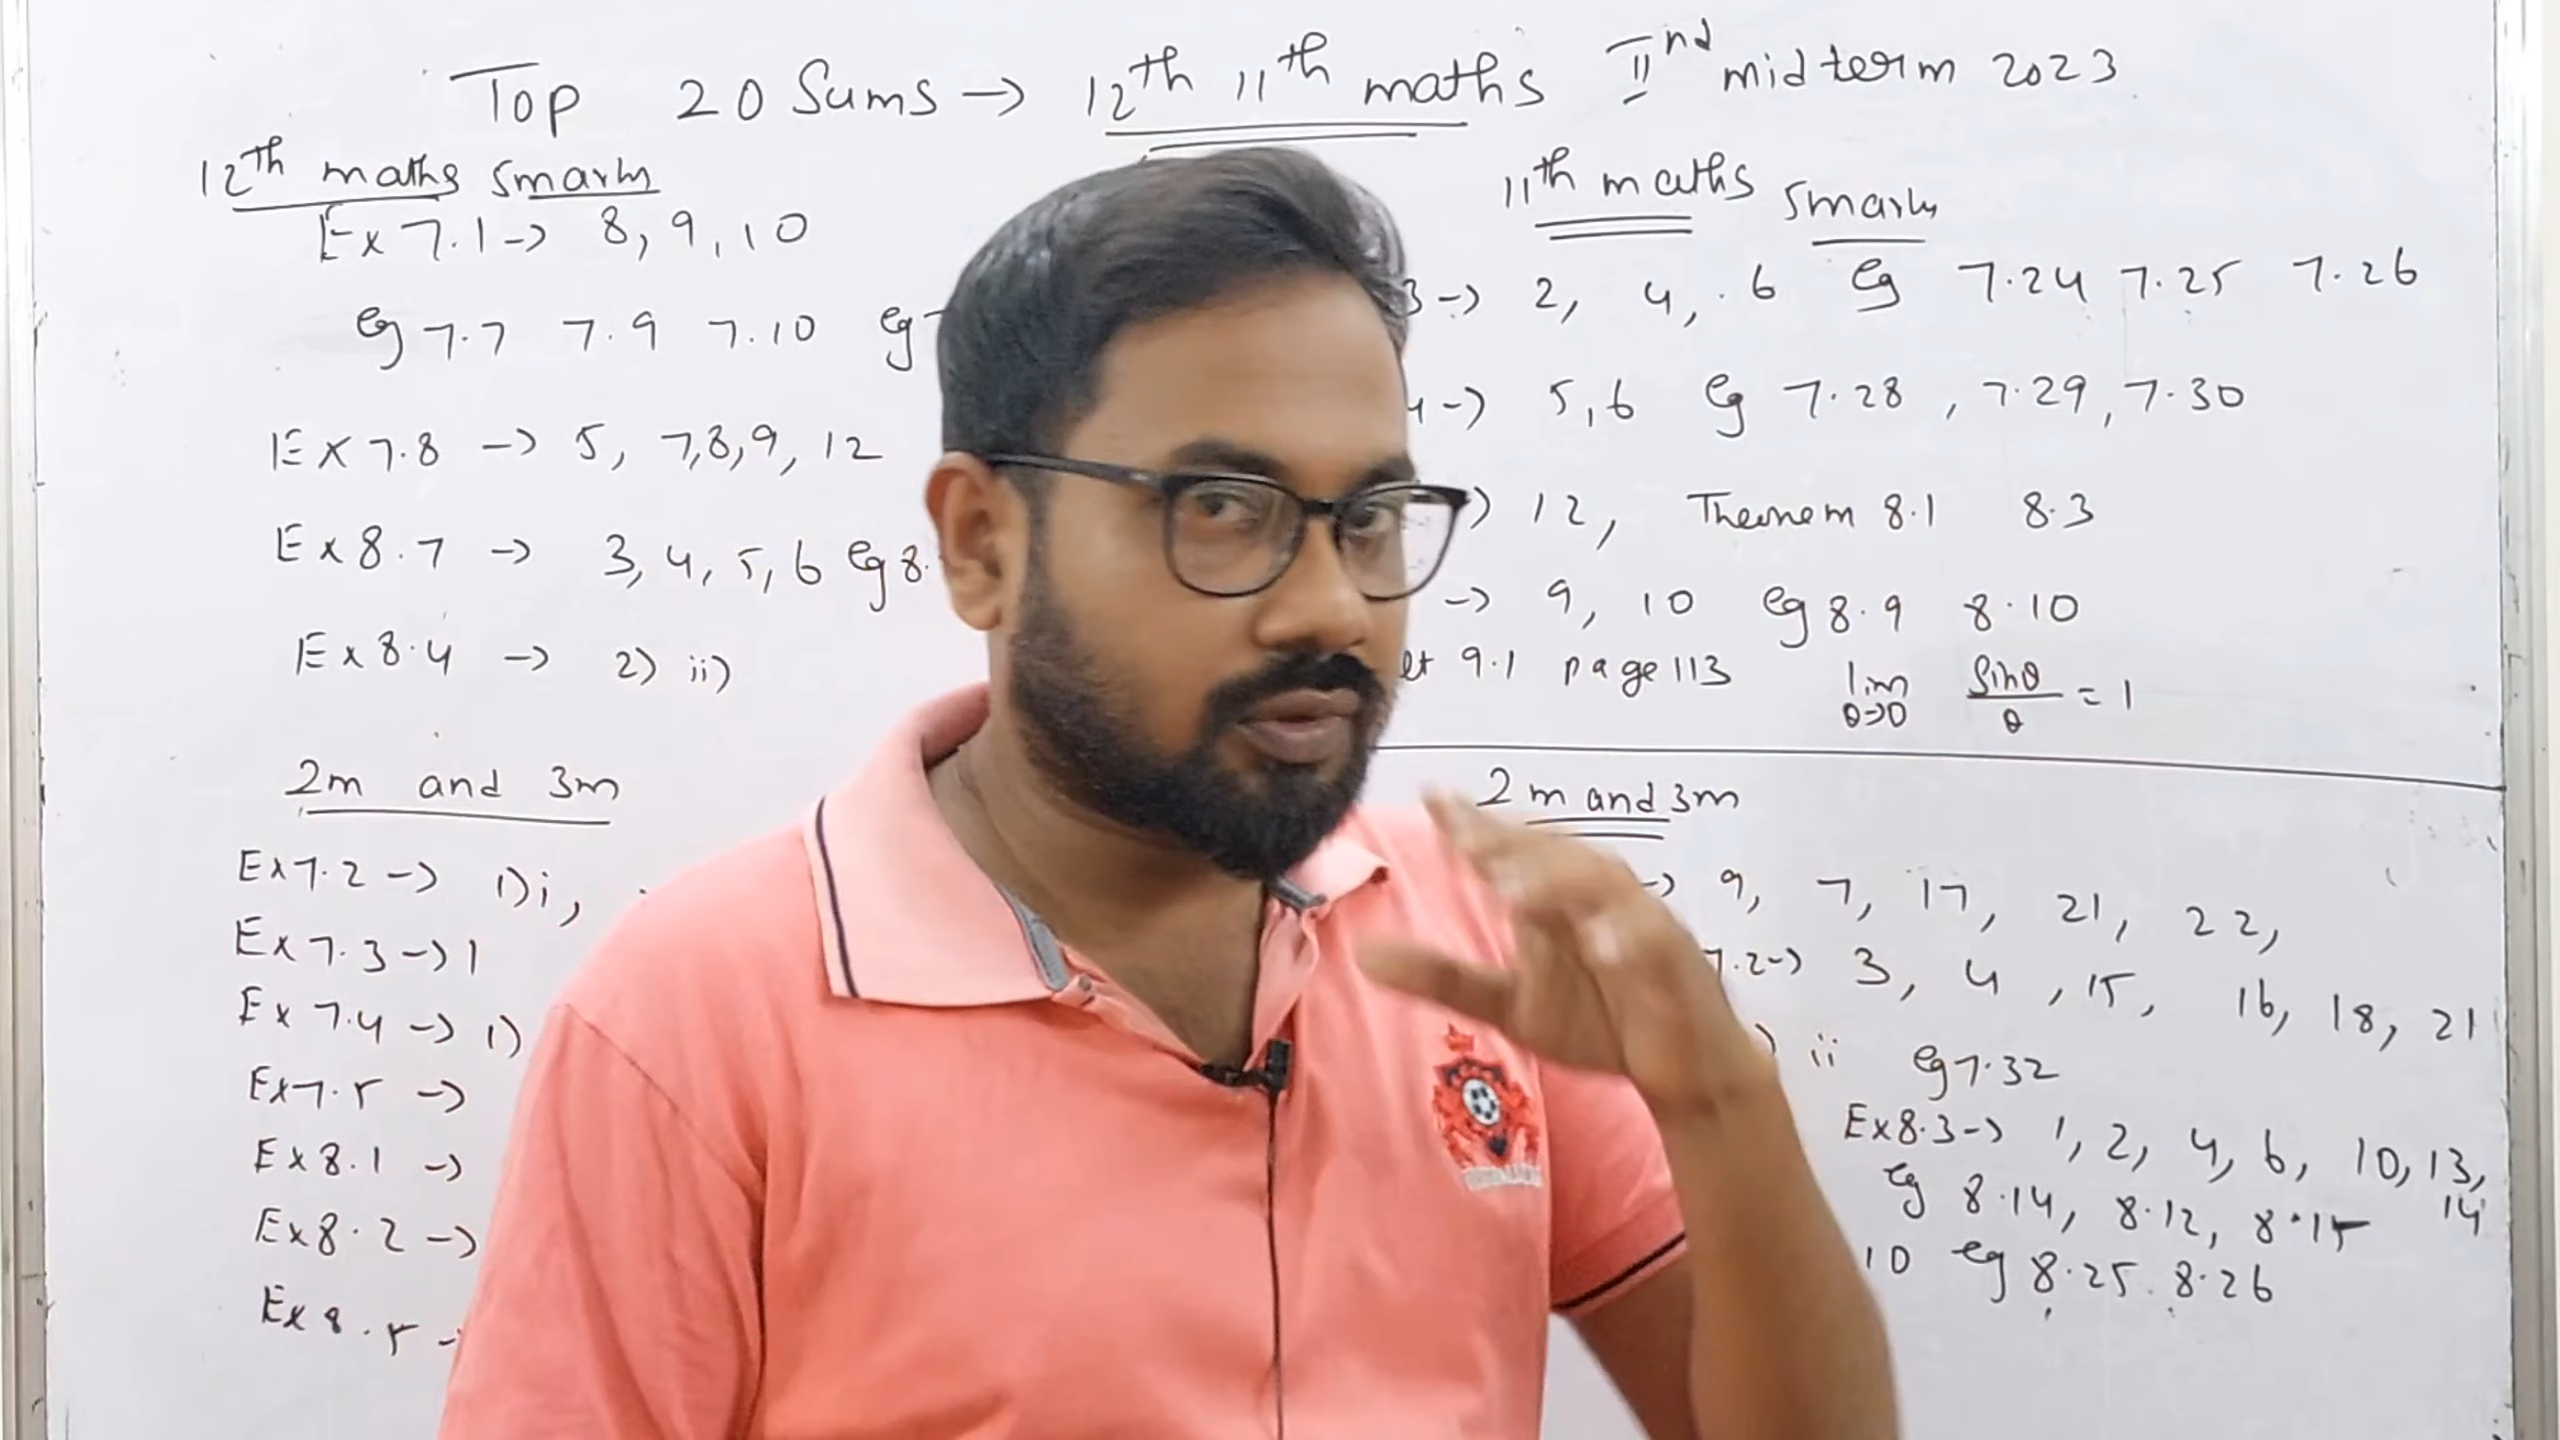 Top 20 Sums → 12th 11th maths IInd midterm 2023
12th maths 5marks
Ex 7.1 → 8, 9, 10
eg 7.7 7.9 7.10 eg
Ex 7.8 → 5, 7,8,9, 12
Ex 8.7 → 3, 4, 5, 6 eg 8.
Ex 8.4 → 2) ii)
2m and 3m
Ex 7.2 → 1) i,
Ex 7.3 → 1
Ex 7.4 → 1)
Ex 7.5 →
Ex 8.1 →
Ex 8.2 →
Ex 8.5 -
11th maths 5marks
3 → 2, 4, 6 eg 7.24 7.25 7.26
4 → 5,6 eg 7.28 , 7.29, 7.30
12, Theorem 8.1 8.3
→ 9, 10 eg 8.9 8.10
9.1 page 113 lim θ→0 sinθ/θ = 1
2m and 3m
→ 9, 7, 17, 21, 22,
7.2 → 3, 4, 15, 16, 18, 21
) ii eg 7.32
Ex 8.3 → 1, 2, 4, 6, 10, 13, 14
eg 8.14, 8.12, 8.15
10 eg 8.25. 8.26